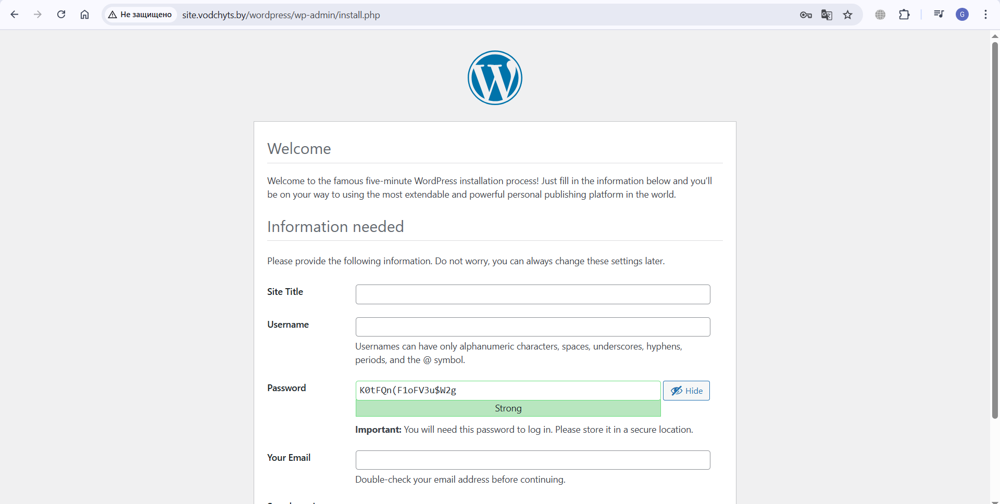 Не защищено
site.vodchyts.by/wordpress/wp-admin/install.php
G
Welcome
Welcome to the famous five-minute WordPress installation process! Just fill in the information below and you’ll
be on your way to using the most extendable and powerful personal publishing platform in the world.
Information needed
Please provide the following information. Do not worry, you can always change these settings later.
Site Title
Username
Usernames can have only alphanumeric characters, spaces, underscores, hyphens,
periods, and the @ symbol.
Password
K0tFQn(F1oFV3u$W2g
Hide
Strong
Important: You will need this password to log in. Please store it in a secure location.
Your Email
Double-check your email address before continuing.